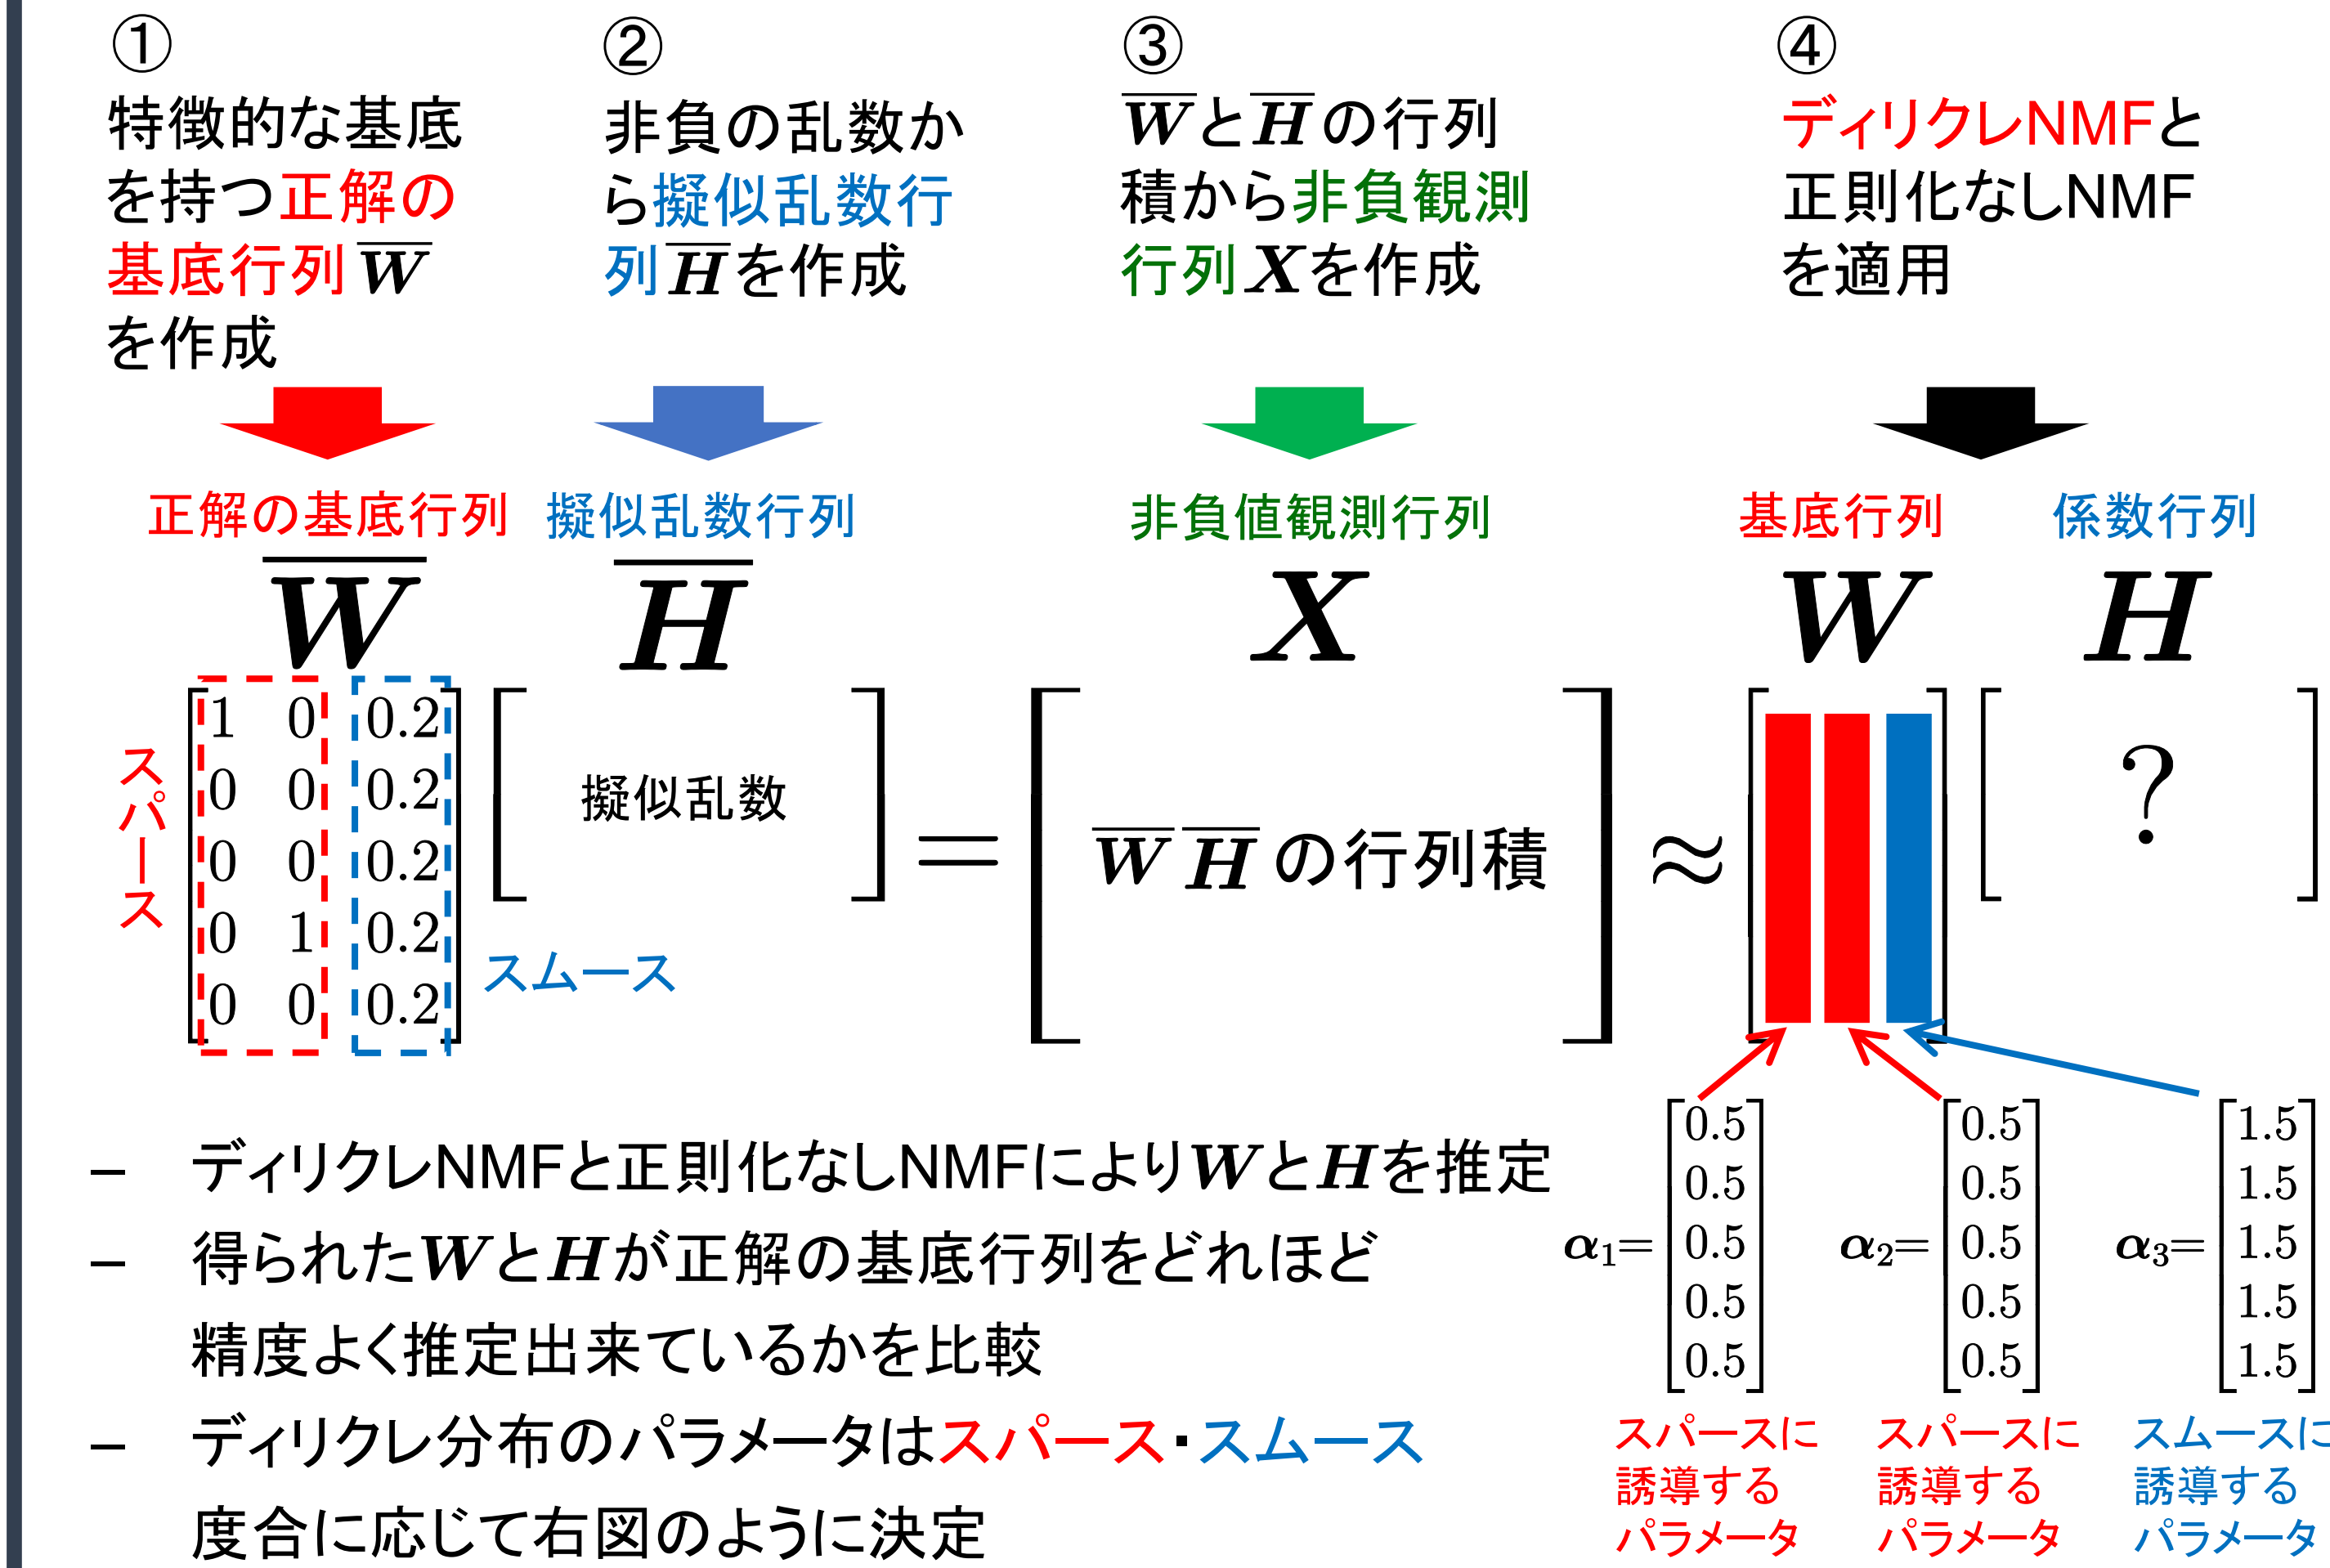 ①
特徴的な基底
を持つ正解の
基底行列 W̅
を作成
②
非負の乱数か
ら擬似乱数行
列 H̅ を作成
③
W̅ と H̅ の行列
積から非負観測
行列 X を作成
④
ディリクレNMFと
正則化なしNMF
を適用
正解の基底行列
擬似乱数行列
非負値観測行列
基底行列
係数行列
W̅
H̅
X
W
H
スパース
1 0 0.2
0 0 0.2
0 0 0.2
0 1 0.2
0 0 0.2
スムース
擬似乱数
=
W̅ H̅ の行列積
≈
?
− ディリクレNMFと正則化なしNMFによりWとHを推定
− 得られたWとHが正解の基底行列をどれほど
精度よく推定出来ているかを比較
− ディリクレ分布のパラメータはスパース・スムース
度合に応じて右図のように決定
α1=
0.5
0.5
0.5
0.5
0.5
スパースに
誘導する
パラメータ
α2=
0.5
0.5
0.5
0.5
0.5
スパースに
誘導する
パラメータ
α3=
1.5
1.5
1.5
1.5
1.5
スムースに
誘導する
パラメータ